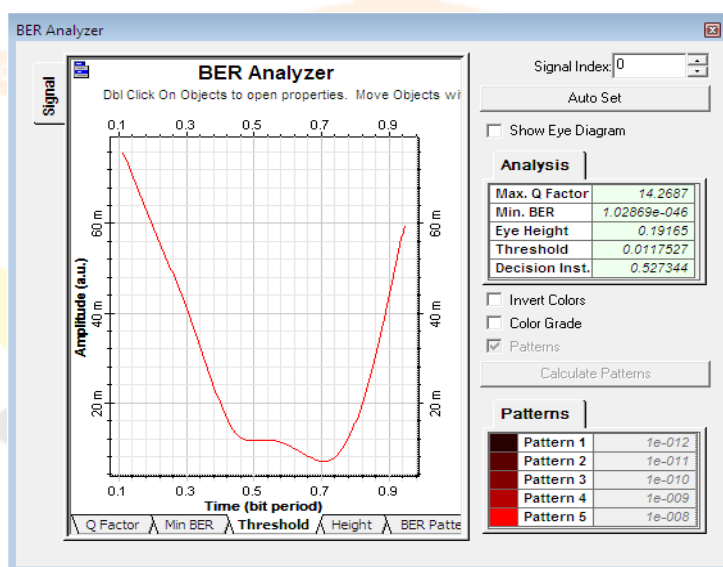 BER Analyzer
Signal
BER Analyzer
Dbl Click On Objects to open properties. Move Objects wi
0.1 0.3 0.5 0.7 0.9
60 m 60 m
40 m 40 m
20 m 20 m
Amplitude (a.u.)
0.1 0.3 0.5 0.7 0.9
Time (bit period)
Q Factor Min BER Threshold Height BER Patte
Signal Index: 0
Auto Set
Show Eye Diagram
Analysis
Max. Q Factor 14.2687
Min. BER 1.02869e-046
Eye Height 0.19165
Threshold 0.0117527
Decision Inst. 0.527344
Invert Colors
Color Grade
Patterns
Calculate Patterns
Patterns
Pattern 1 1e-012
Pattern 2 1e-011
Pattern 3 1e-010
Pattern 4 1e-009
Pattern 5 1e-008